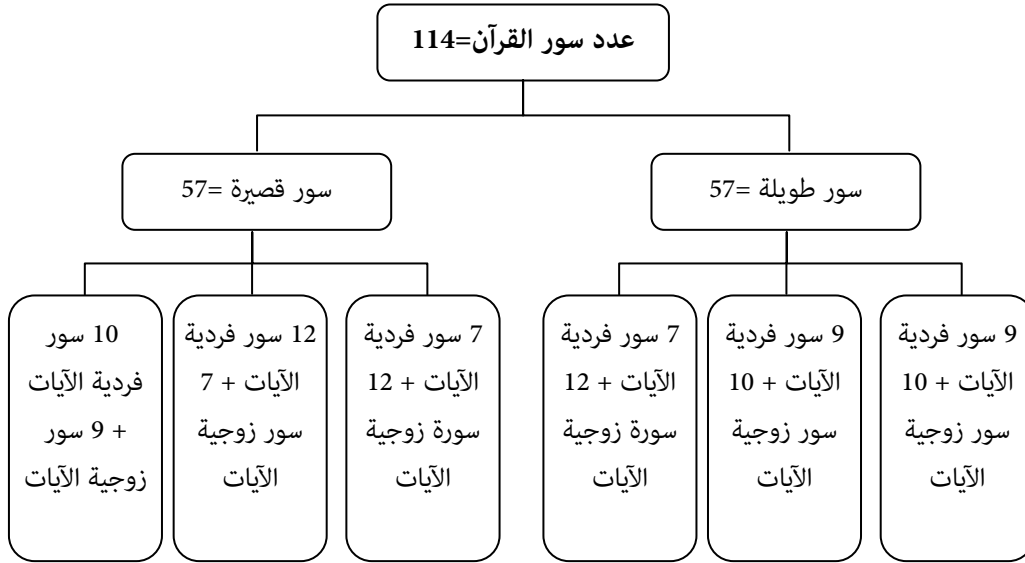 عدد سور القرآن=114
سور طويلة =57
سور قصيرة =57
9 سور فردية
الآيات + 10
سور زوجية
الآيات
9 سور فردية
الآيات + 10
سور زوجية
الآيات
7 سور فردية
الآيات + 12
سورة زوجية
الآيات
7 سور فردية
الآيات + 12
سورة زوجية
الآيات
12 سور فردية
الآيات + 7
سور زوجية
الآيات
10 سور
فردية الآيات
+ 9 سور
زوجية الآيات